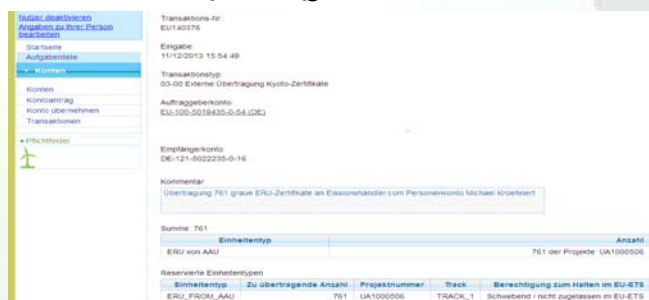 Nutzer deaktivieren
Angaben zu Ihrer Person
bearbeiten
Startseite
Aufgabenliste
Konten
Konten
Kontoantrag
Konto übernehmen
Transaktionen
Pflichtfelder
Transaktions-Nr
EU140376
Eingabe
11/12/2013 15:54:49
Transaktionstyp
03-00 Externe Übertragung Kyoto-Zertifikate
Auftraggeberkonto
EU-100-5019435-0-54 (DE)
Empfängerkonto
DE-121-5022235-0-16
Kommentar
Übertragung 761 graue ERU-Zertifikate an Eissionshändler.com Personenkonto Michael Kroehnert
Summe: 761
Einheitentyp Anzahl
ERU von AAU 761 der Projekte: UA1000506
Reservierte Einheitentypen
Einheitentyp Zu übertragende Anzahl Projektnummer Track Berechtigung zum Halten im EU-ETS
ERU_FROM_AAU 761 UA1000506 TRACK_1 Schwebend / nicht zugelassen im EU-ETS